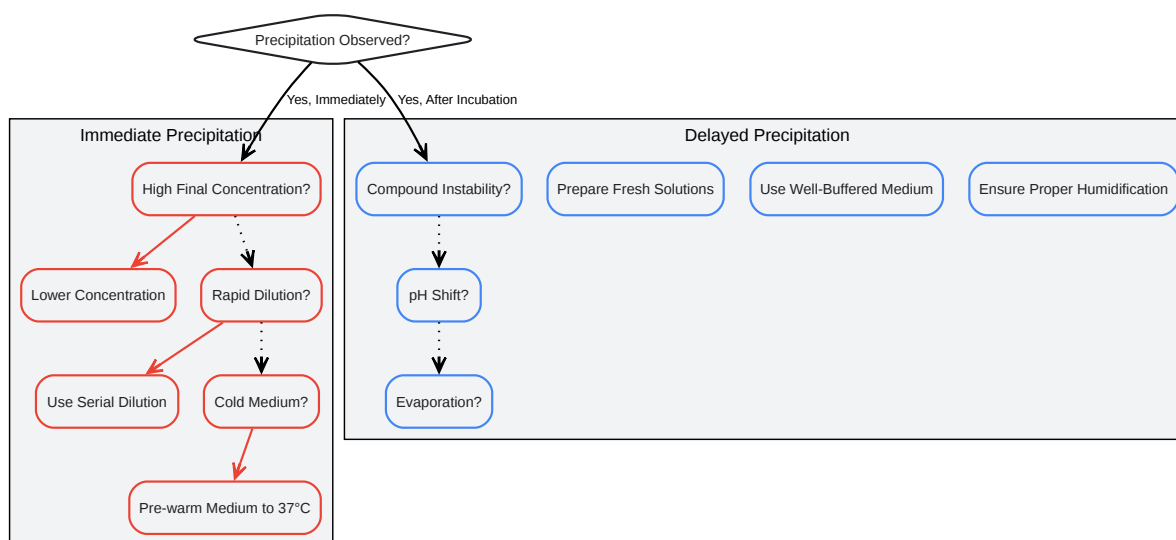 Precipitation Observed?
Yes, Immediately
Yes, After Incubation
Immediate Precipitation
High Final Concentration?
Lower Concentration
Rapid Dilution?
Use Serial Dilution
Cold Medium?
Pre-warm Medium to 37°C
Delayed Precipitation
Compound Instability?
Prepare Fresh Solutions
Use Well-Buffered Medium
Ensure Proper Humidification
pH Shift?
Evaporation?